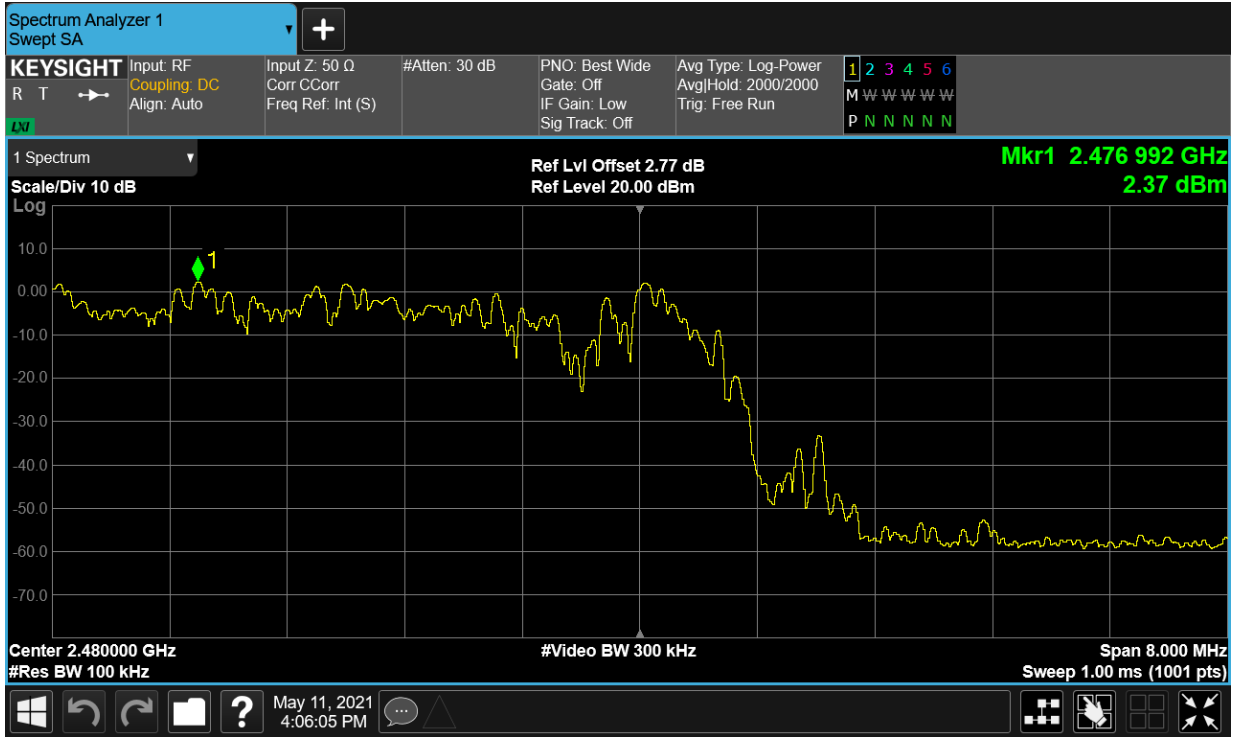 Spectrum Analyzer 1
Swept SA
+
KEYSIGHT
R T
LXI
Input: RF
Coupling: DC
Align: Auto
Input Z: 50 Ω
Corr CCorr
Freq Ref: Int (S)
#Atten: 30 dB
PNO: Best Wide
Gate: Off
IF Gain: Low
Sig Track: Off
Avg Type: Log-Power
Avg|Hold: 2000/2000
Trig: Free Run
1 2 3 4 5 6
M W W W W W
P N N N N N
1 Spectrum
Scale/Div 10 dB
Log
Ref Lvl Offset 2.77 dB
Ref Level 20.00 dBm
Mkr1 2.476 992 GHz
2.37 dBm
1
10.0
0.00
-10.0
-20.0
-30.0
-40.0
-50.0
-60.0
-70.0
Center 2.480000 GHz
#Res BW 100 kHz
#Video BW 300 kHz
Span 8.000 MHz
Sweep 1.00 ms (1001 pts)
?
May 11, 2021
4:06:05 PM